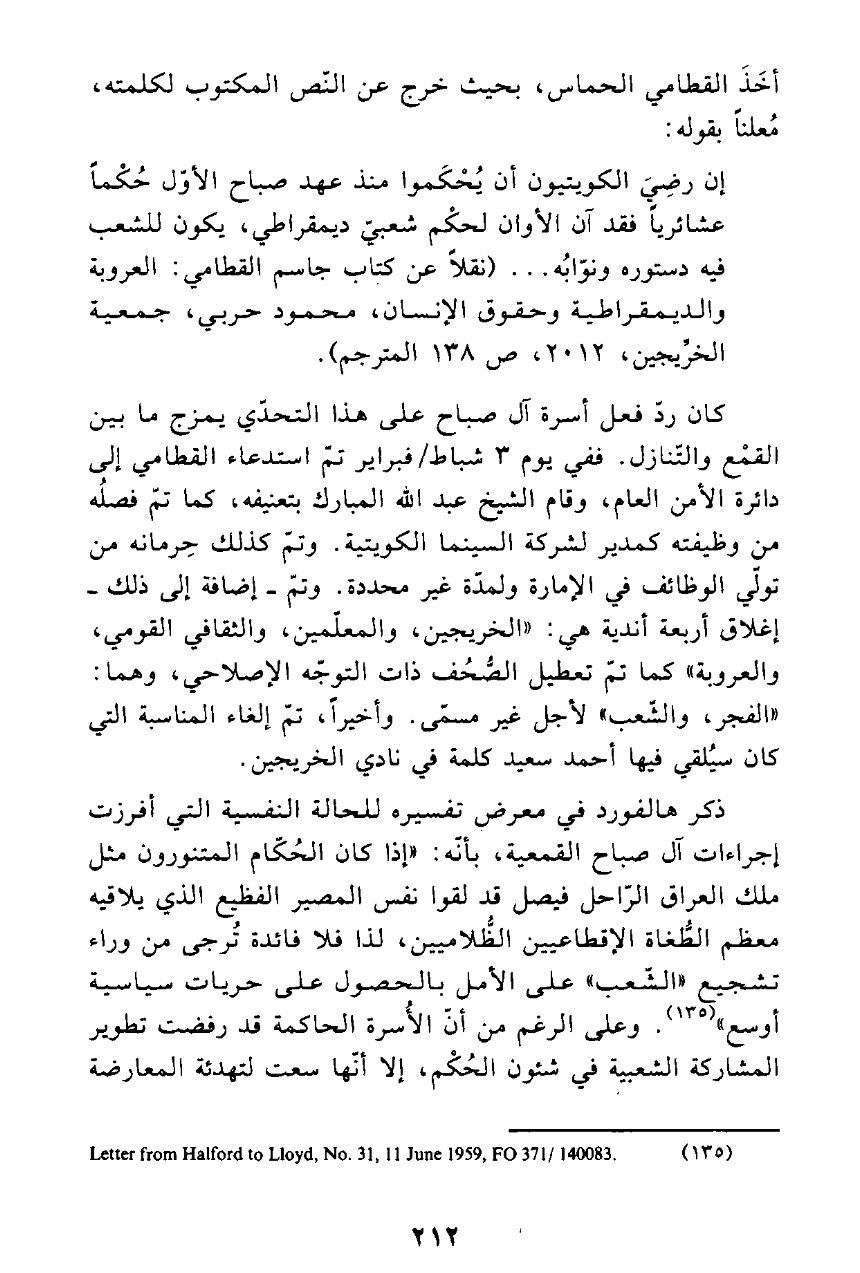 أخَذَ القطامي الحماس، بحيث خرج عن النّص المكتوب لكلمته،
مُعلناً بقوله:
إن رضِيَ الكويتيون أن يُحْكَموا منذ عهد صباح الأوّل حُكْماً
عشائرياً فقد آن الأوان لحكْم شعبيّ ديمقراطي، يكون للشعب
فيه دستوره ونوّابُه... (نقلاً عن كتاب جاسم القطامي: العروبة
والديمقراطية وحقوق الإنسان، محمود حربي، جمعية
الخرِّيجين، ٢٠١٢، ص ١٣٨ المترجم).
كان ردّ فعل أسرة آل صباح على هذا التحدّي يمزج ما بين
القمْع والتّنازل. ففي يوم ٣ شباط/فبراير تمّ استدعاء القطامي إلى
دائرة الأمن العام، وقام الشيخ عبد الله المبارك بتعنيفه، كما تمّ فصلُه
من وظيفته كمدير لشركة السينما الكويتية. وتمّ كذلك حِرمانه من
تولّي الوظائف في الإمارة ولمدّة غير محددة. وتمّ ـ إضافة إلى ذلك ـ
إغلاق أربعة أندية هي: «الخريجين، والمعلّمين، والثقافي القومي،
والعروبة» كما تمّ تعطيل الصُّحُف ذات التوجّه الإصلاحي، وهما:
«الفجر، والشّعب» لأجل غير مسمّى. وأخيراً، تمّ إلغاء المناسبة التي
كان سيُلقي فيها أحمد سعيد كلمة في نادي الخريجين.
ذكر هالفورد في معرض تفسيره للحالة النفسية التي أفرزت
إجراءات آل صباح القمعية، بأنّه: «إذا كان الحُكّام المتنورون مثل
ملك العراق الرّاحل فيصل قد لقوا نفس المصير الفظيع الذي يلاقيه
معظم الطُّغاة الإقطاعيين الظُّلاميين، لذا فلا فائدة تُرجى من وراء
تشجيع «الشّعب» على الأمل بالحصول على حريات سياسية
أوسع»(١٣٥). وعلى الرغم من أنّ الأُسرة الحاكمة قد رفضت تطوير
المشاركة الشعبية في شئون الحُكْم، إلا أنّها سعت لتهدئة المعارضة
(١٣٥) Letter from Halford to Lloyd, No. 31, 11 June 1959, FO 371/ 140083.
٢١٢